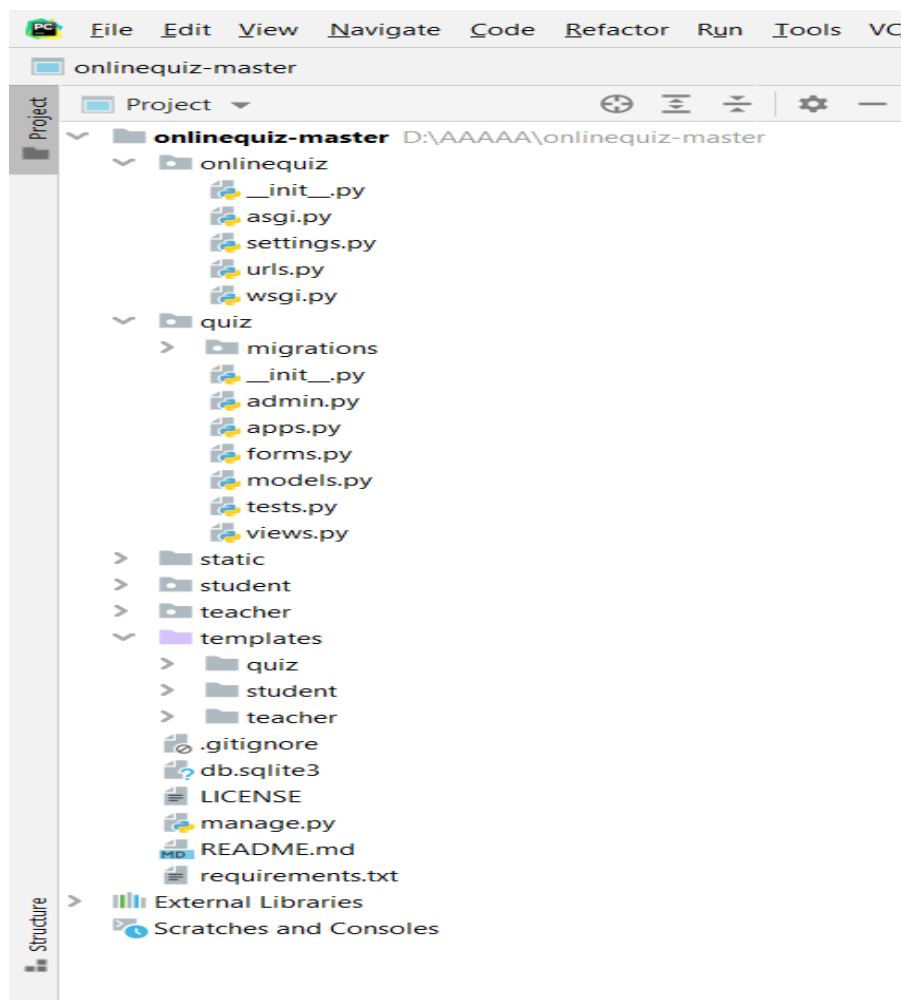 PC File Edit View Navigate Code Refactor Run Tools VC
onlinequiz-master
Project
Project
onlinequiz-master D:\AAAAA\onlinequiz-master
onlinequiz
__init__.py
asgi.py
settings.py
urls.py
wsgi.py
quiz
migrations
__init__.py
admin.py
apps.py
forms.py
models.py
tests.py
views.py
static
student
teacher
templates
quiz
student
teacher
.gitignore
db.sqlite3
LICENSE
manage.py
MD README.md
requirements.txt
External Libraries
Scratches and Consoles
Structure